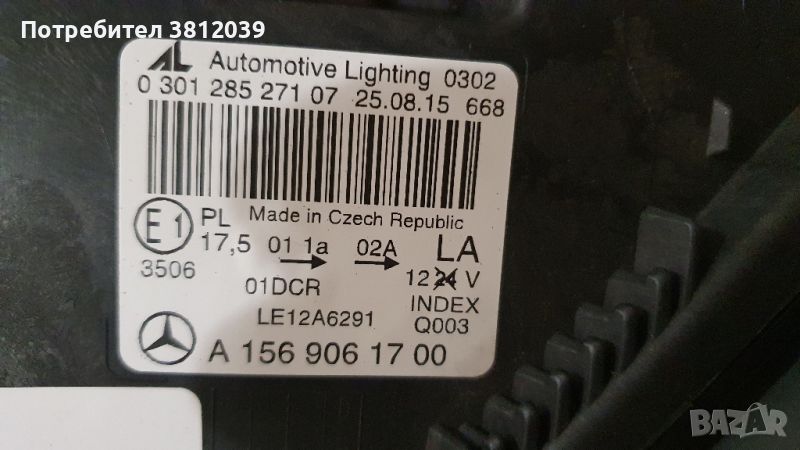 Потребител 3812039
AL Automotive Lighting 0302
0 301 285 271 07 25.08.15 668
E1 PL Made in Czech Republic
17,5 01 1a 02A LA
3506 12 24 V
01DCR INDEX
LE12A6291 Q003
A 156 906 17 00
BAZAR
.bg